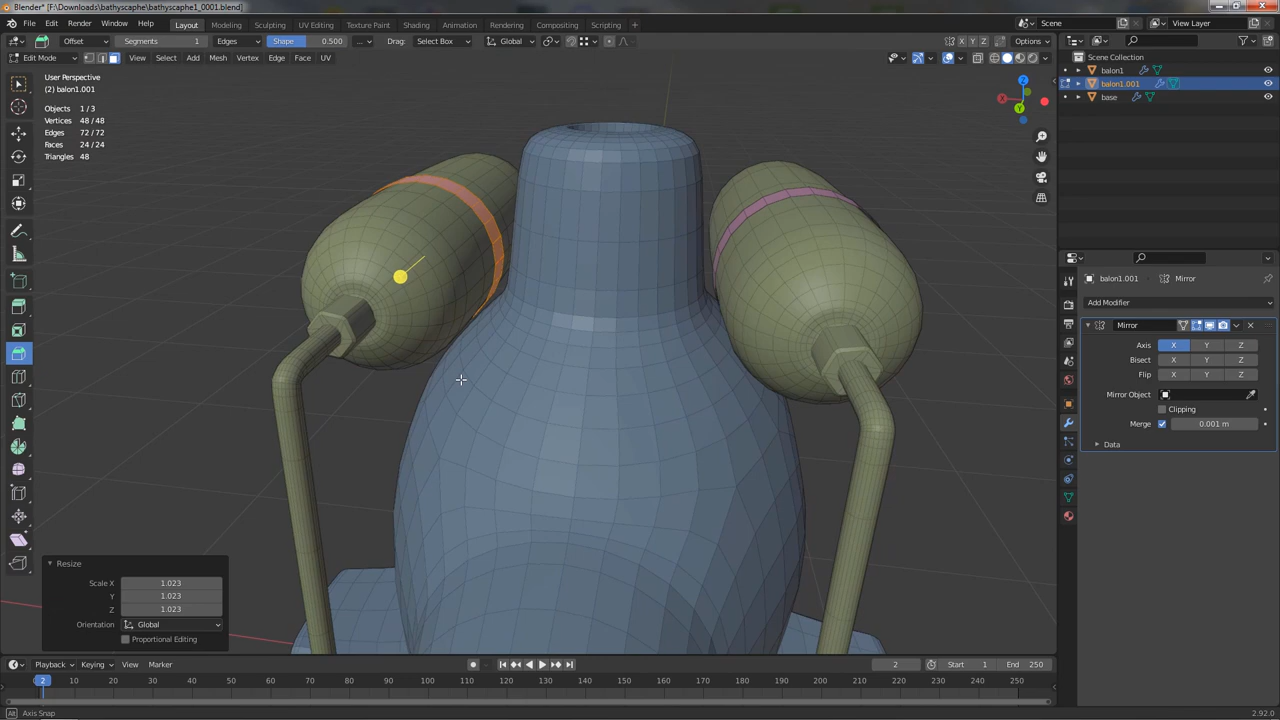 Blender* [F:\Downloads\bathyscaphe\bathyscaphe1_0001.blend]
File Edit Render Window Help Layout Modeling Sculpting UV Editing Texture Paint Shading Animation Rendering Compositing Scripting Scene View Layer
Offset Segments 1 Edges Shape 0.500 ... Drag: Select Box Global X Y Z Options
Edit Mode View Select Add Mesh Vertex Edge Face UV
User Perspective
(2) balon1.001
Objects 1 / 3
Vertices 48 / 48
Edges 72 / 72
Faces 24 / 24
Triangles 48
X Y Z
Scene Collection
balon1
balon1.001
base
balon1.001 Mirror
Add Modifier
Mirror
Axis X Y Z
Bisect X Y Z
Flip X Y Z
Mirror Object
Clipping
Merge 0.001 m
Data
Resize
Scale X 1.023
Y 1.023
Z 1.023
Orientation Global
Proportional Editing
Playback Keying View Marker 2 Start 1 End 250
2 10 20 30 40 50 60 70 80 90 100 110 120 130 140 150 160 170 180 190 200 210 220 230 240 250
Axis Snap 2.92.0